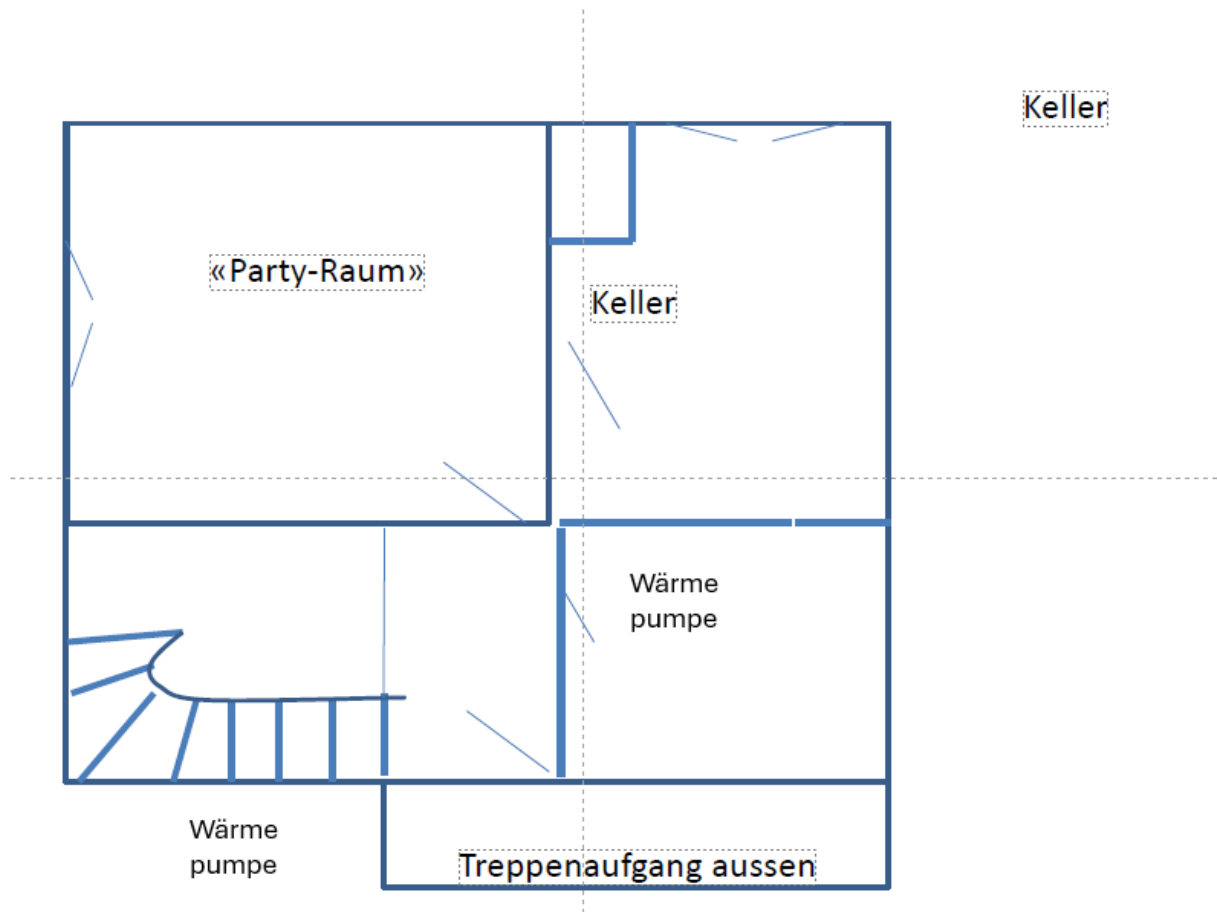 Keller
«Party-Raum»
Keller
Wärme
pumpe
Wärme
pumpe
Treppenaufgang aussen